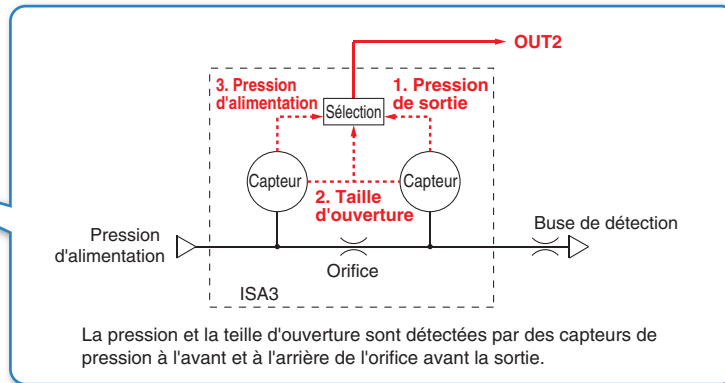 OUT2
3. Pression
d'alimentation
1. Pression
de sortie
Sélection
Capteur
Capteur
2. Taille
d'ouverture
Pression
d'alimentation
Buse de détection
Orifice
ISA3
La pression et la teille d'ouverture sont détectées par des capteurs de
pression à l'avant et à l'arrière de l'orifice avant la sortie.